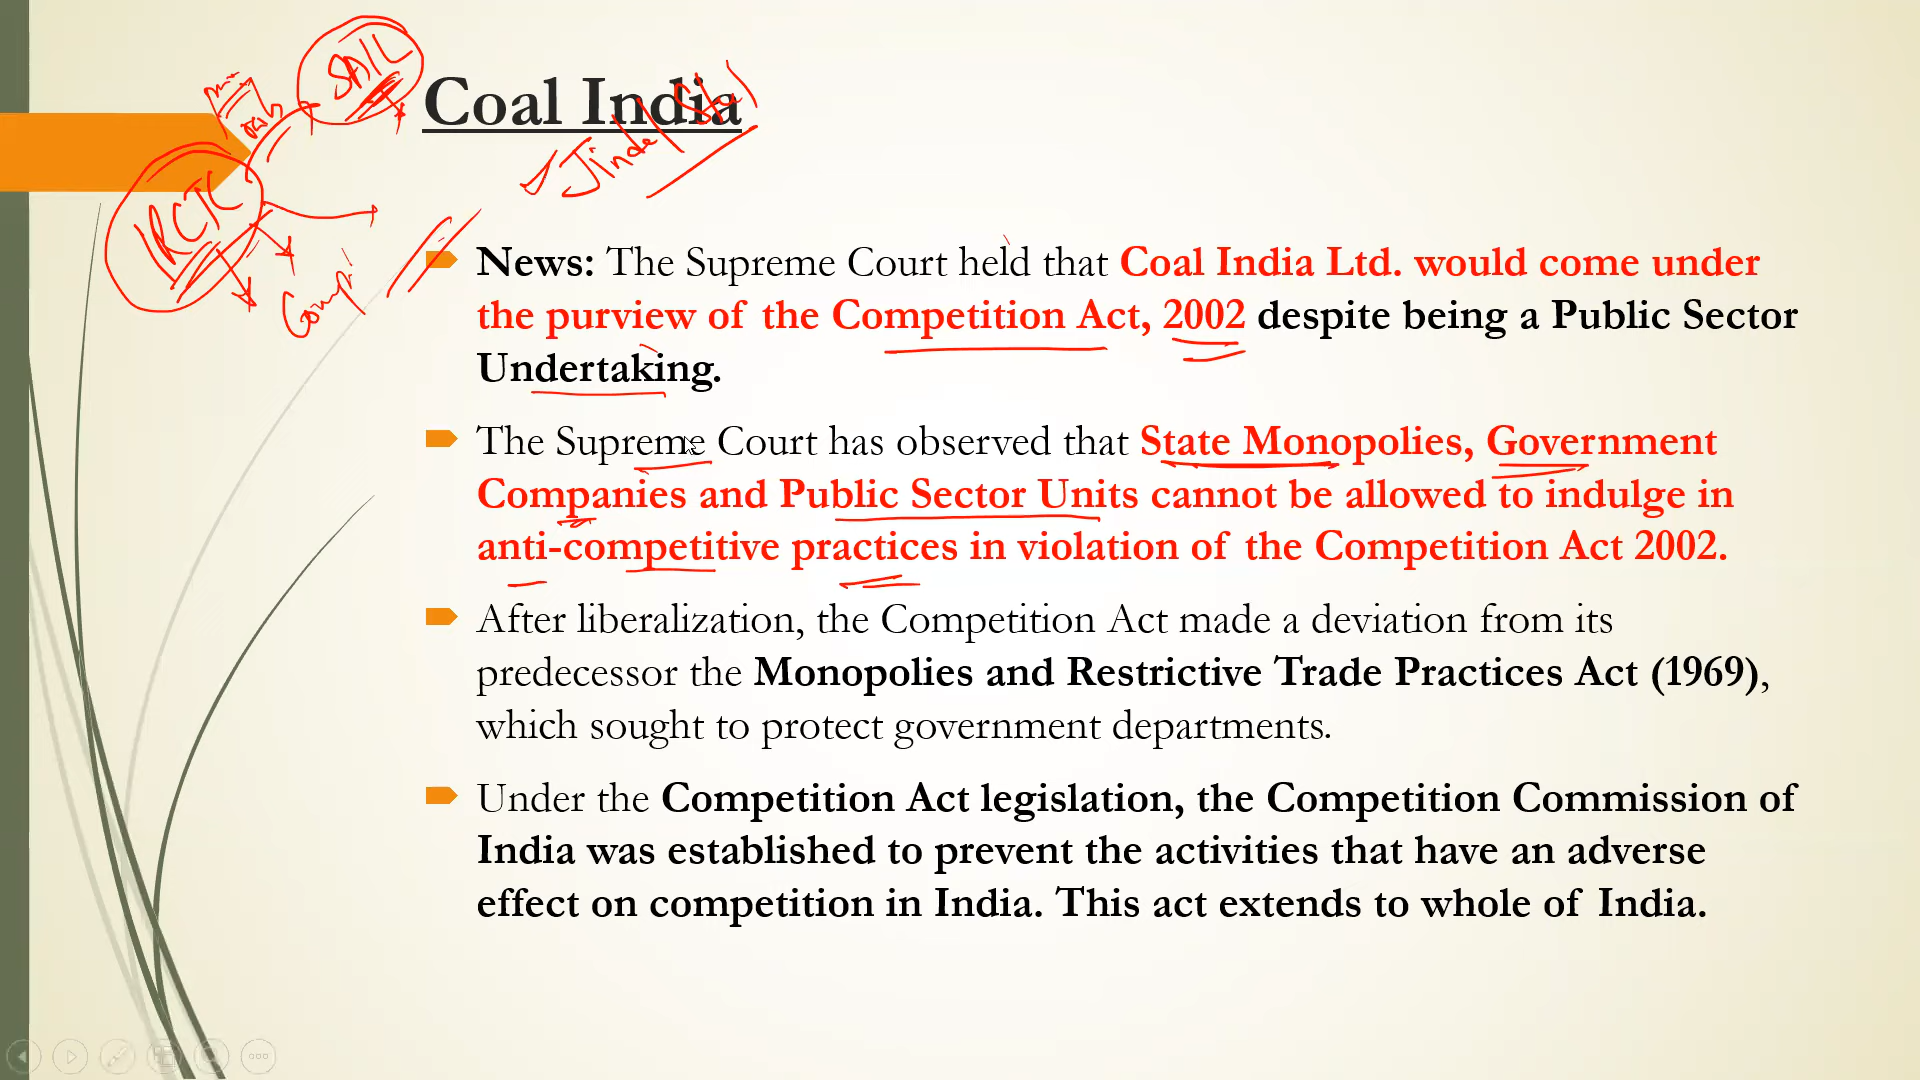 SAIL
Coal India
Jindal Steel
IRCTC
Comp
News: The Supreme Court held that Coal India Ltd. would come under
the purview of the Competition Act, 2002 despite being a Public Sector
Undertaking.
The Supreme Court has observed that State Monopolies, Government
Companies and Public Sector Units cannot be allowed to indulge in
anti-competitive practices in violation of the Competition Act 2002.
After liberalization, the Competition Act made a deviation from its
predecessor the Monopolies and Restrictive Trade Practices Act (1969),
which sought to protect government departments.
Under the Competition Act legislation, the Competition Commission of
India was established to prevent the activities that have an adverse
effect on competition in India. This act extends to whole of India.